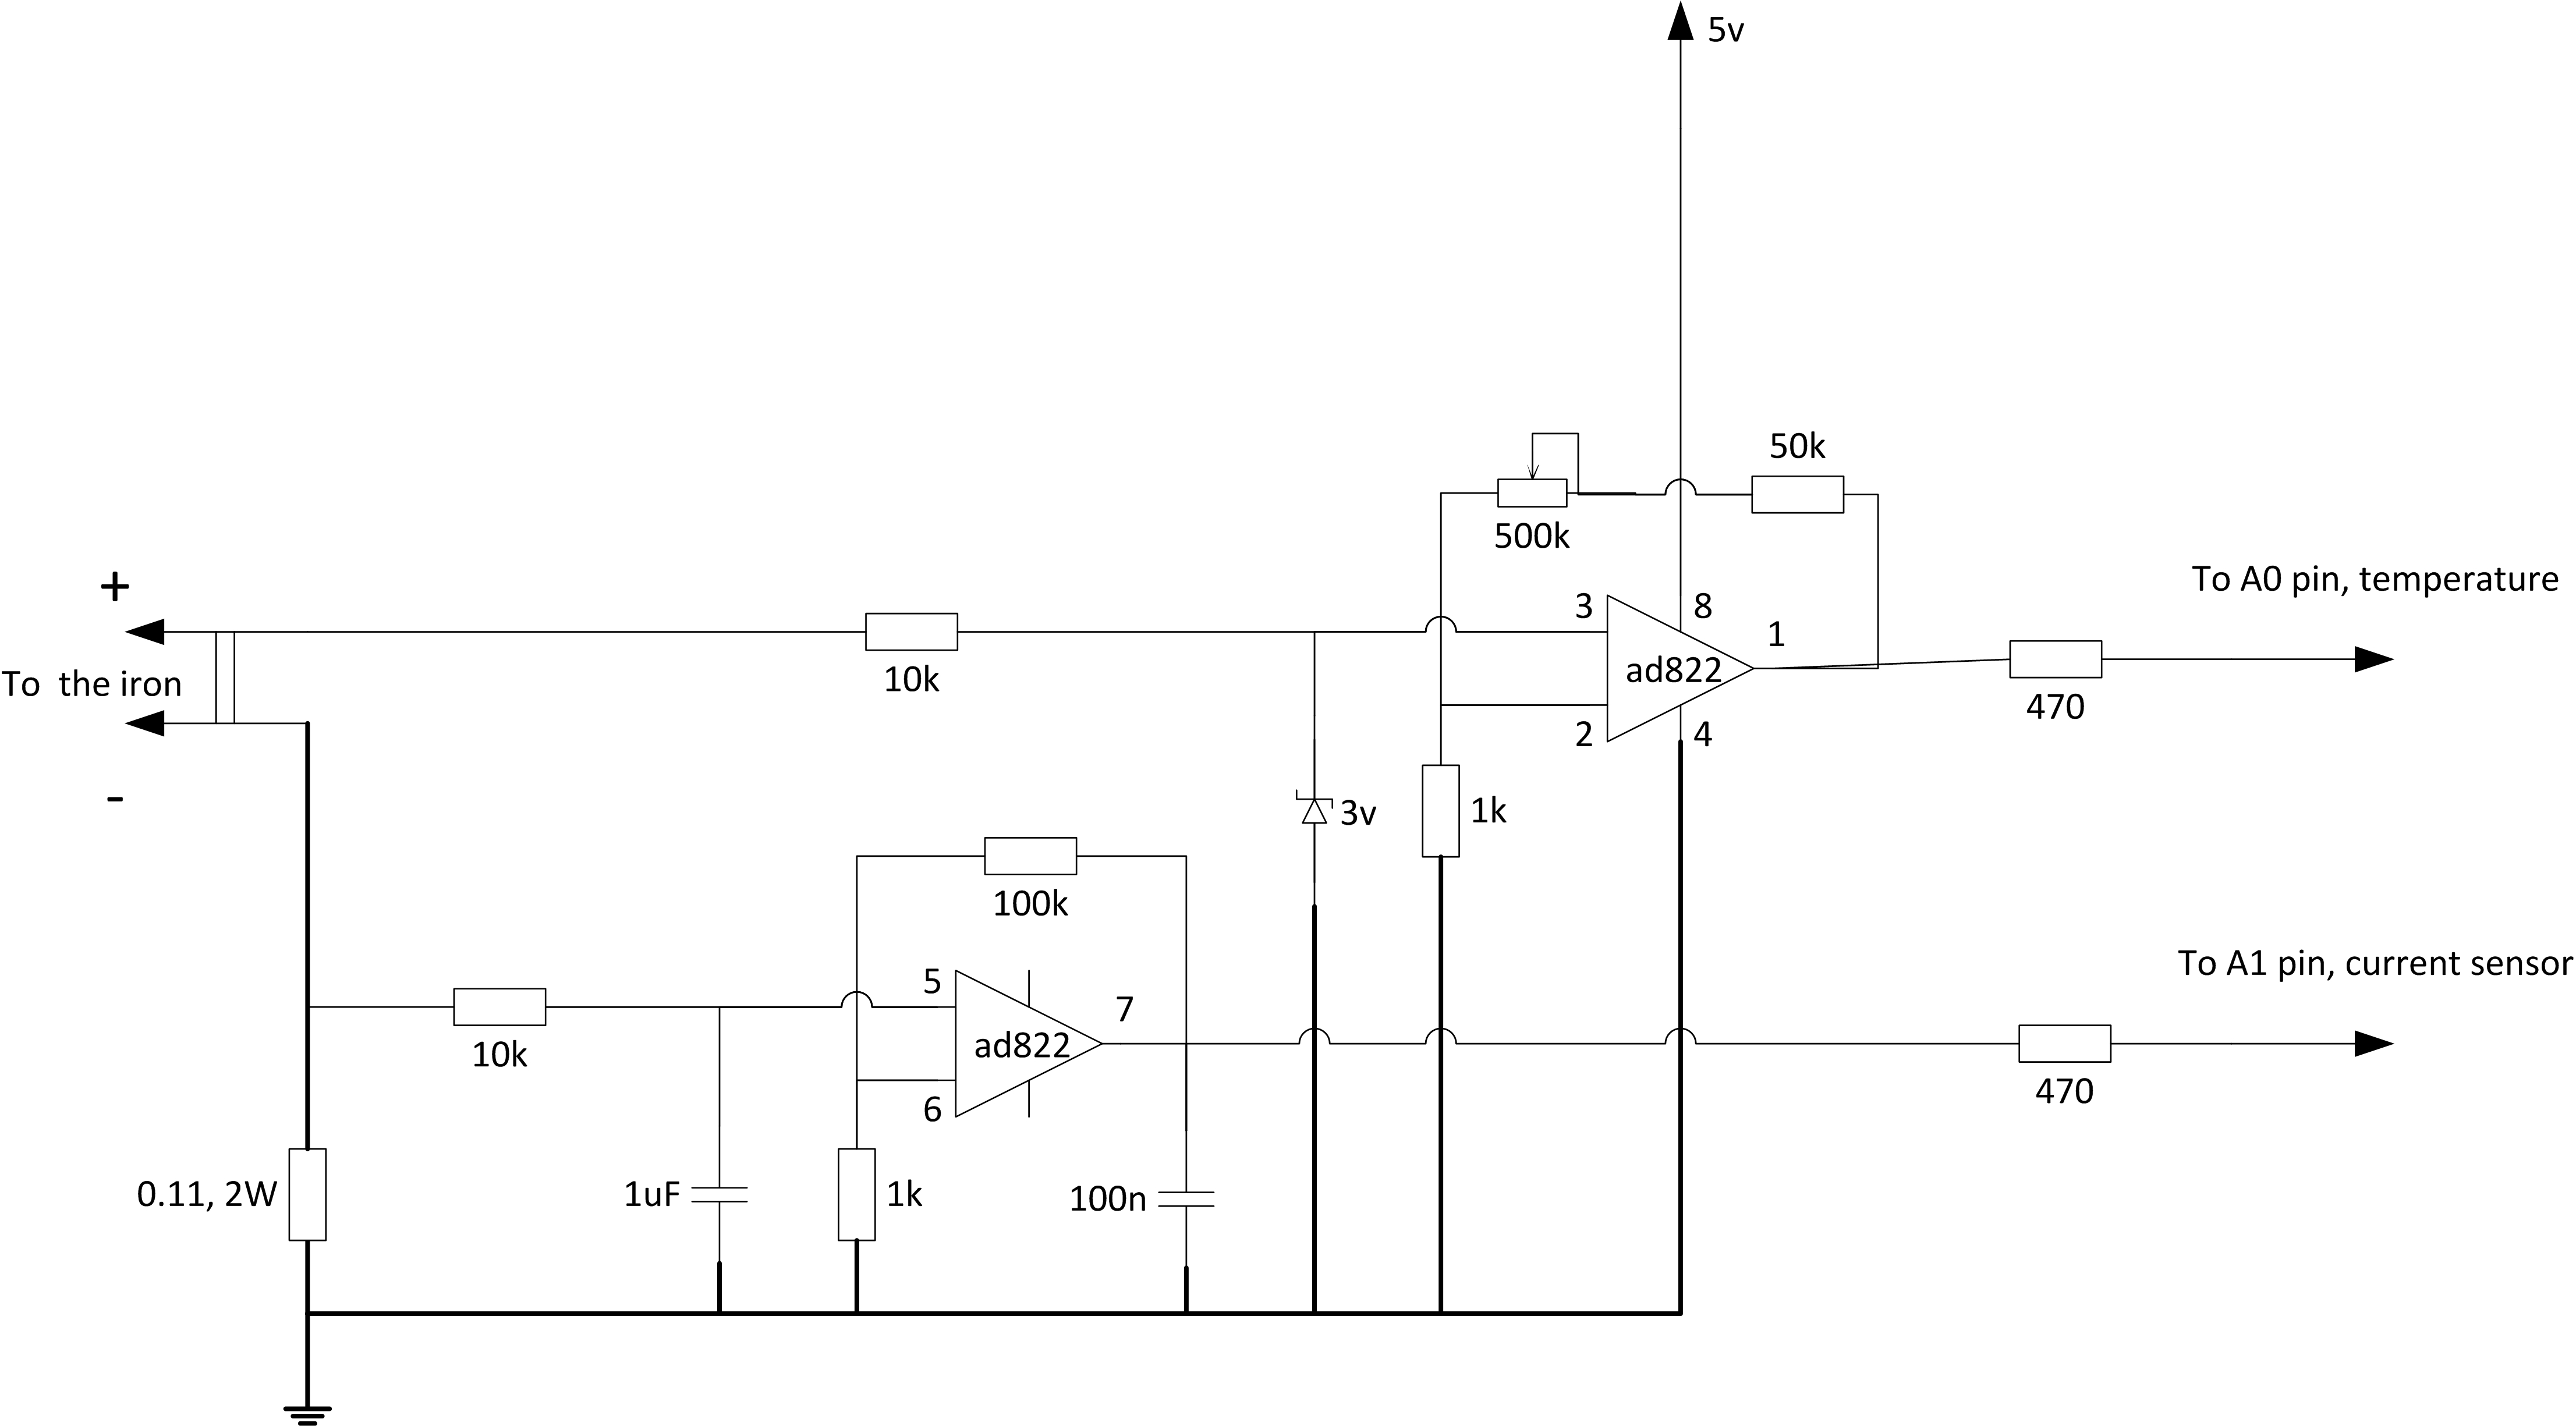 5v
50k
500k
+
To A0 pin, temperature
3
8
1
To the iron
10k
ad822
470
2
4
-
3v
1k
100k
To A1 pin, current sensor
5
7
10k
ad822
470
6
0.11, 2W
1uF
1k
100n